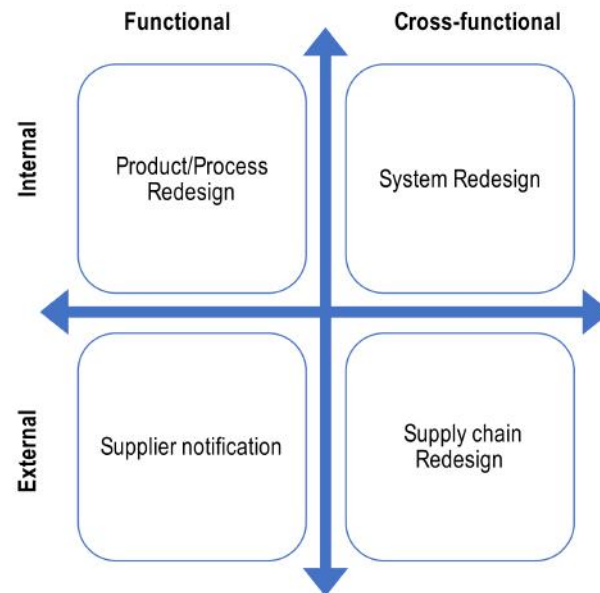 Functional
Cross-functional
Internal
Product/Process
Redesign
System Redesign
External
Supplier notification
Supply chain
Redesign